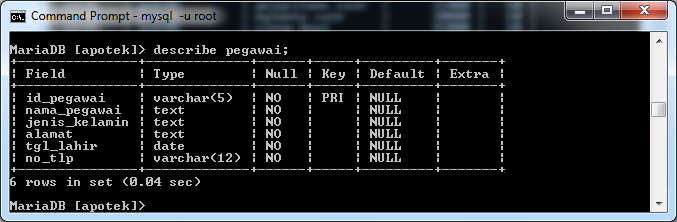 Command Prompt - mysql -u root
MariaDB [apotek]> describe pegawai;
+---------------+-------------+------+-----+---------+-------+
| Field         | Type        | Null | Key | Default | Extra |
+---------------+-------------+------+-----+---------+-------+
| id_pegawai    | varchar(5)  | NO   | PRI | NULL    |       |
| nama_pegawai  | text        | NO   |     | NULL    |       |
| jenis_kelamin | text        | NO   |     | NULL    |       |
| alamat        | text        | NO   |     | NULL    |       |
| tgl_lahir     | date        | NO   |     | NULL    |       |
| no_tlp        | varchar(12) | NO   |     | NULL    |       |
+---------------+-------------+------+-----+---------+-------+
6 rows in set (0.04 sec)
MariaDB [apotek]>